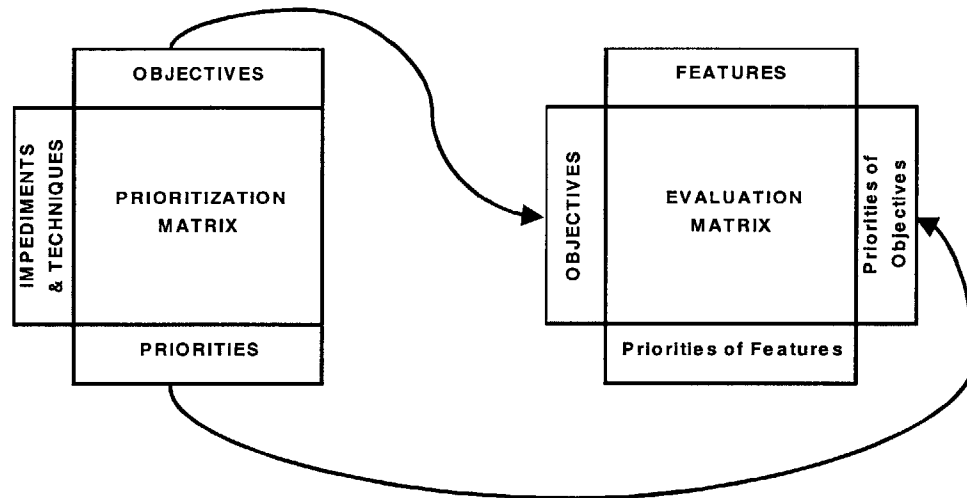 OBJECTIVES
IMPEDIMENTS
& TECHNIQUES
PRIORITIZATION
MATRIX
PRIORITIES
FEATURES
OBJECTIVES
EVALUATION
MATRIX
Priorities of
Objectives
Priorities of Features